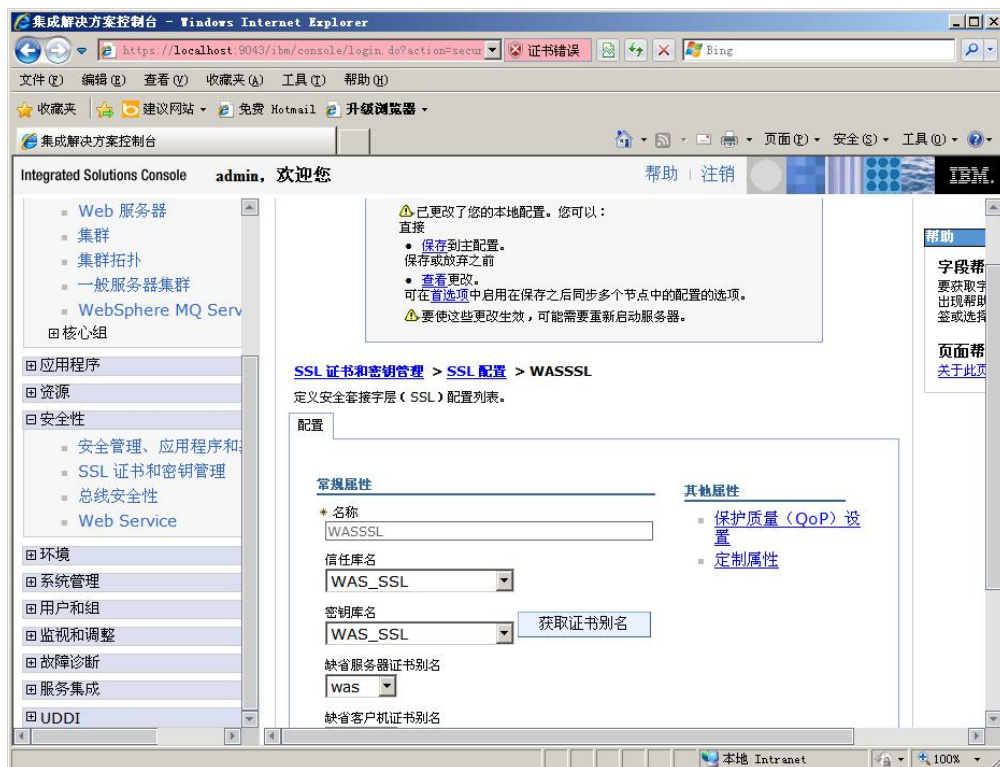 集成解决方案控制台 - Windows Internet Explorer
https://localhost:9043/ibm/console/login.do?action=secur
证书错误
Bing
文件(F) 编辑(E) 查看(V) 收藏夹(A) 工具(T) 帮助(H)
收藏夹 建议网站 免费 Hotmail 升级浏览器
集成解决方案控制台
页面(P) 安全(S) 工具(O)
Integrated Solutions Console admin, 欢迎您
帮助 | 注销
IBM.
Web 服务器
集群
集群拓扑
一般服务器集群
WebSphere MQ Serv
核心组
应用程序
资源
安全性
安全管理、应用程序和
SSL 证书和密钥管理
总线安全性
Web Service
环境
系统管理
用户和组
监视和调整
故障诊断
服务集成
UDDI
已更改了您的本地配置。您可以:
直接
• 保存到主配置。
保存或放弃之前
• 查看更改。
可在首选项中启用在保存之后同步多个节点中的配置的选项。
要使这些更改生效,可能需要重新启动服务器。
SSL 证书和密钥管理 > SSL 配置 > WASSSL
定义安全套接字层(SSL)配置列表。
配置
常规属性
* 名称
WASSSL
信任库名
WAS_SSL
密钥库名
WAS_SSL
获取证书别名
缺省服务器证书别名
was
缺省客户机证书别名
其他属性
保护质量(QoP)设
置
定制属性
帮助
字段帮
要获取字
出现帮助
签或选择
页面帮
关于此页
本地 Intranet
100%